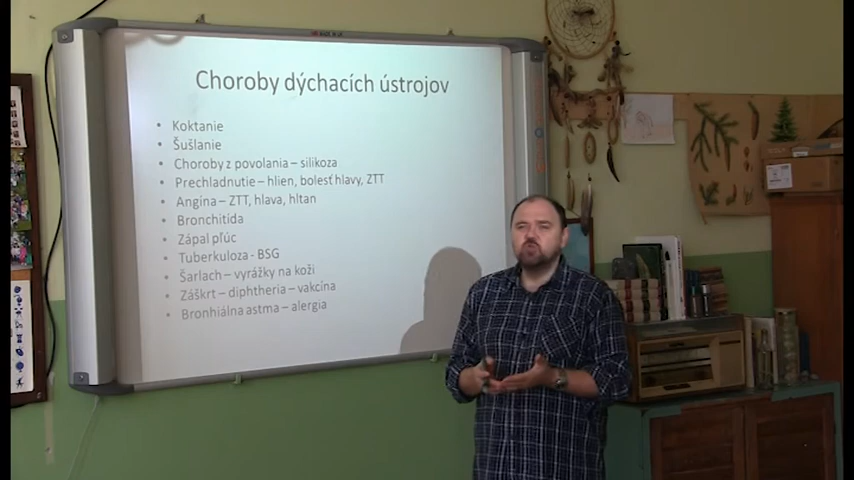 Choroby dýchacích ústrojov
• Koktanie
• Šušlanie
• Choroby z povolania – silikoza
• Prechladnutie – hlien, bolesť hlavy, ZTT
• Angína – ZTT, hlava, hltan
• Bronchitida
• Zápal pľúc
• Tuberkuloza - BSG
• Šarlach – vyrážky na koži
• Záškrt – diphtheria – vakcína
• Bronhiálna astma – alergia